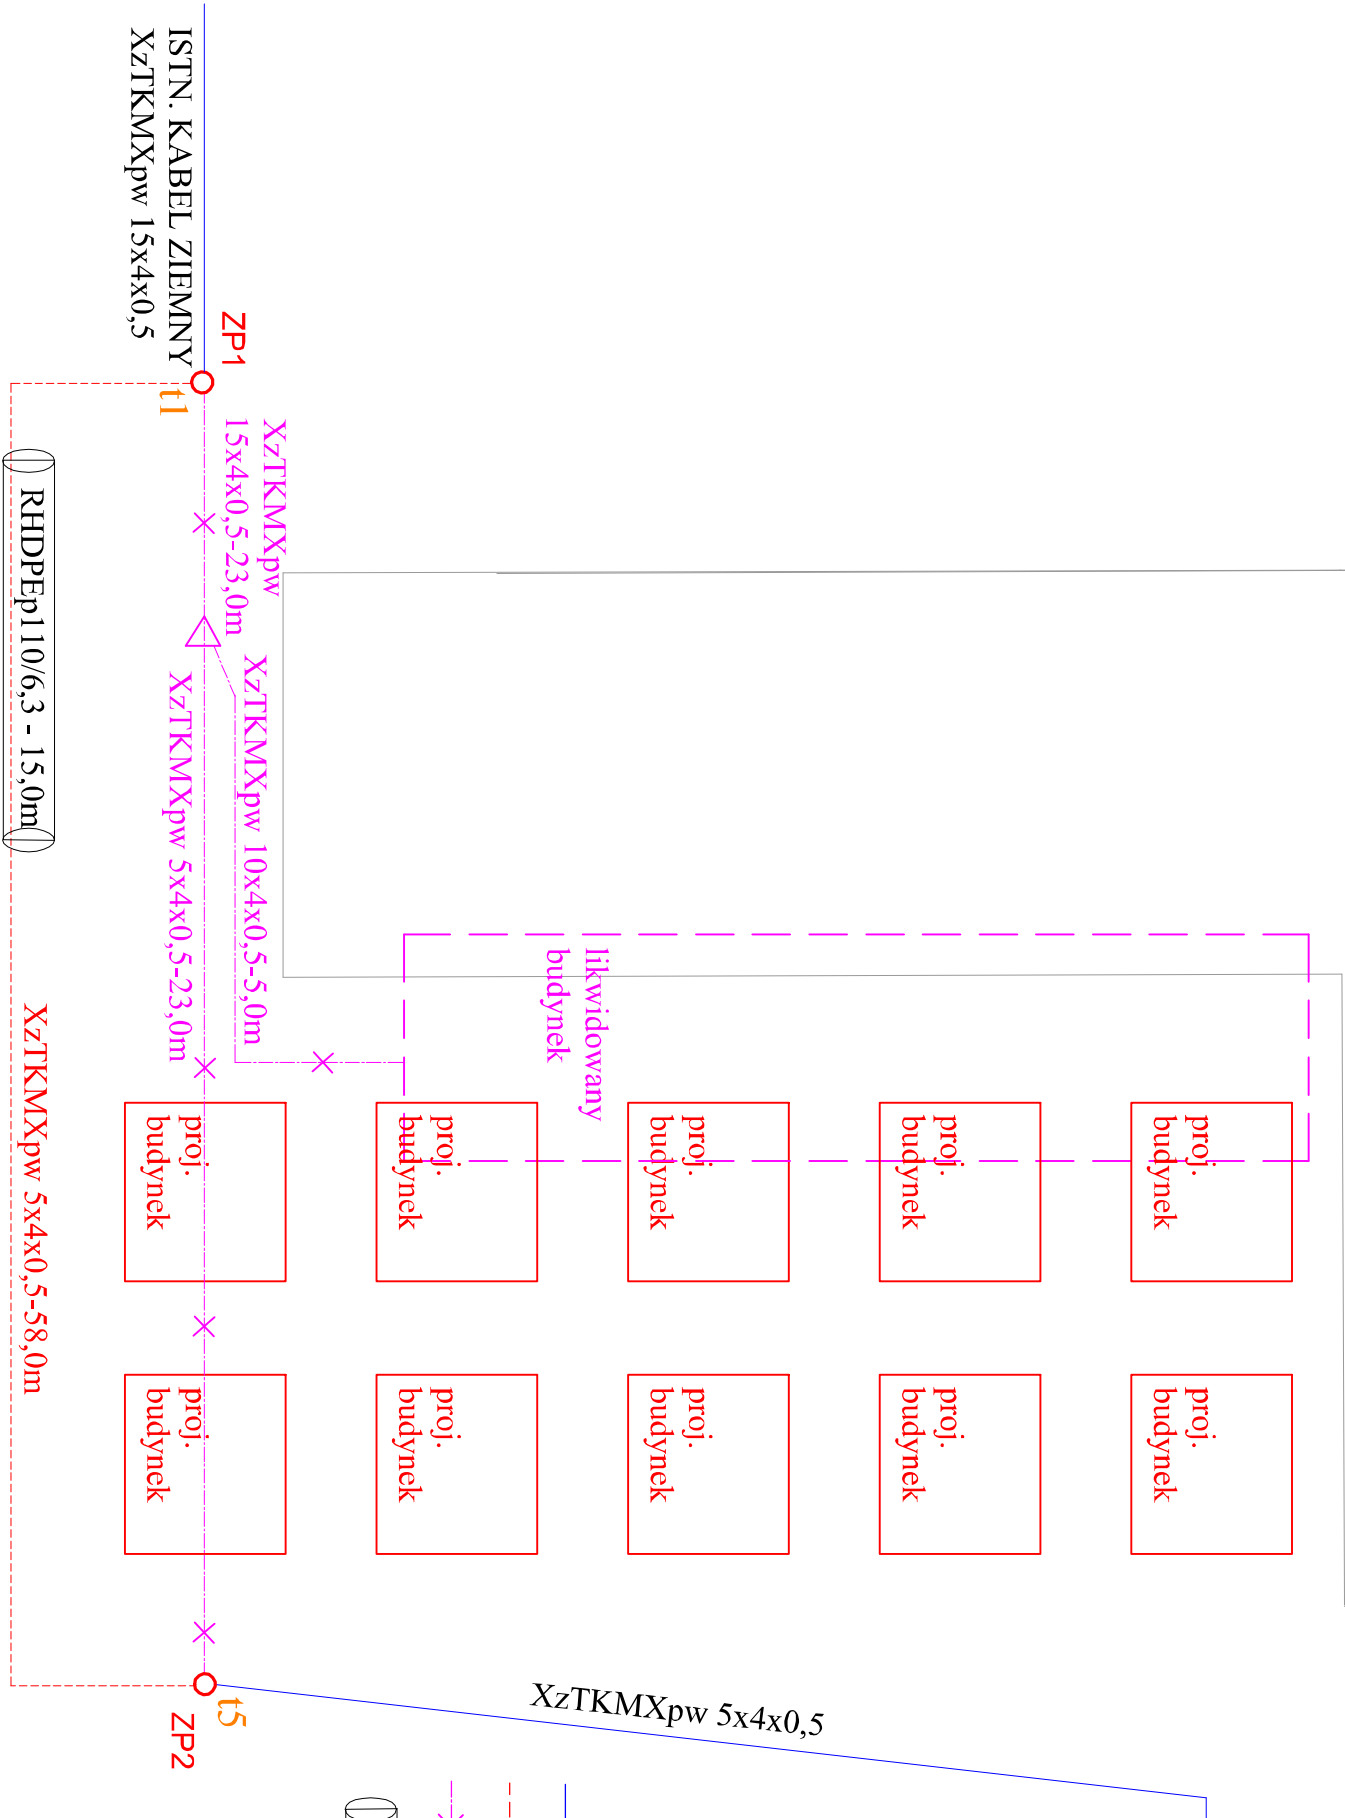 ISTN. KABEL ZIEMNY
XzTKMXpw 15x4x0,5
ZP1
t1
XzTKMXpw
15x4x0,5-23,0m
XzTKMXpw 10x4x0,5-5,0m
XzTKMXpw 5x4x0,5-23,0m
RHDPEp110/6,3 - 15,0m
XzTKMXpw 5x4x0,5-58,0m
likwidowany
budynek
proj.
budynek
proj.
budynek
proj.
budynek
proj.
budynek
proj.
budynek
proj.
budynek
proj.
budynek
proj.
budynek
proj.
budynek
proj.
budynek
t5
ZP2
XzTKMXpw 5x4x0,5